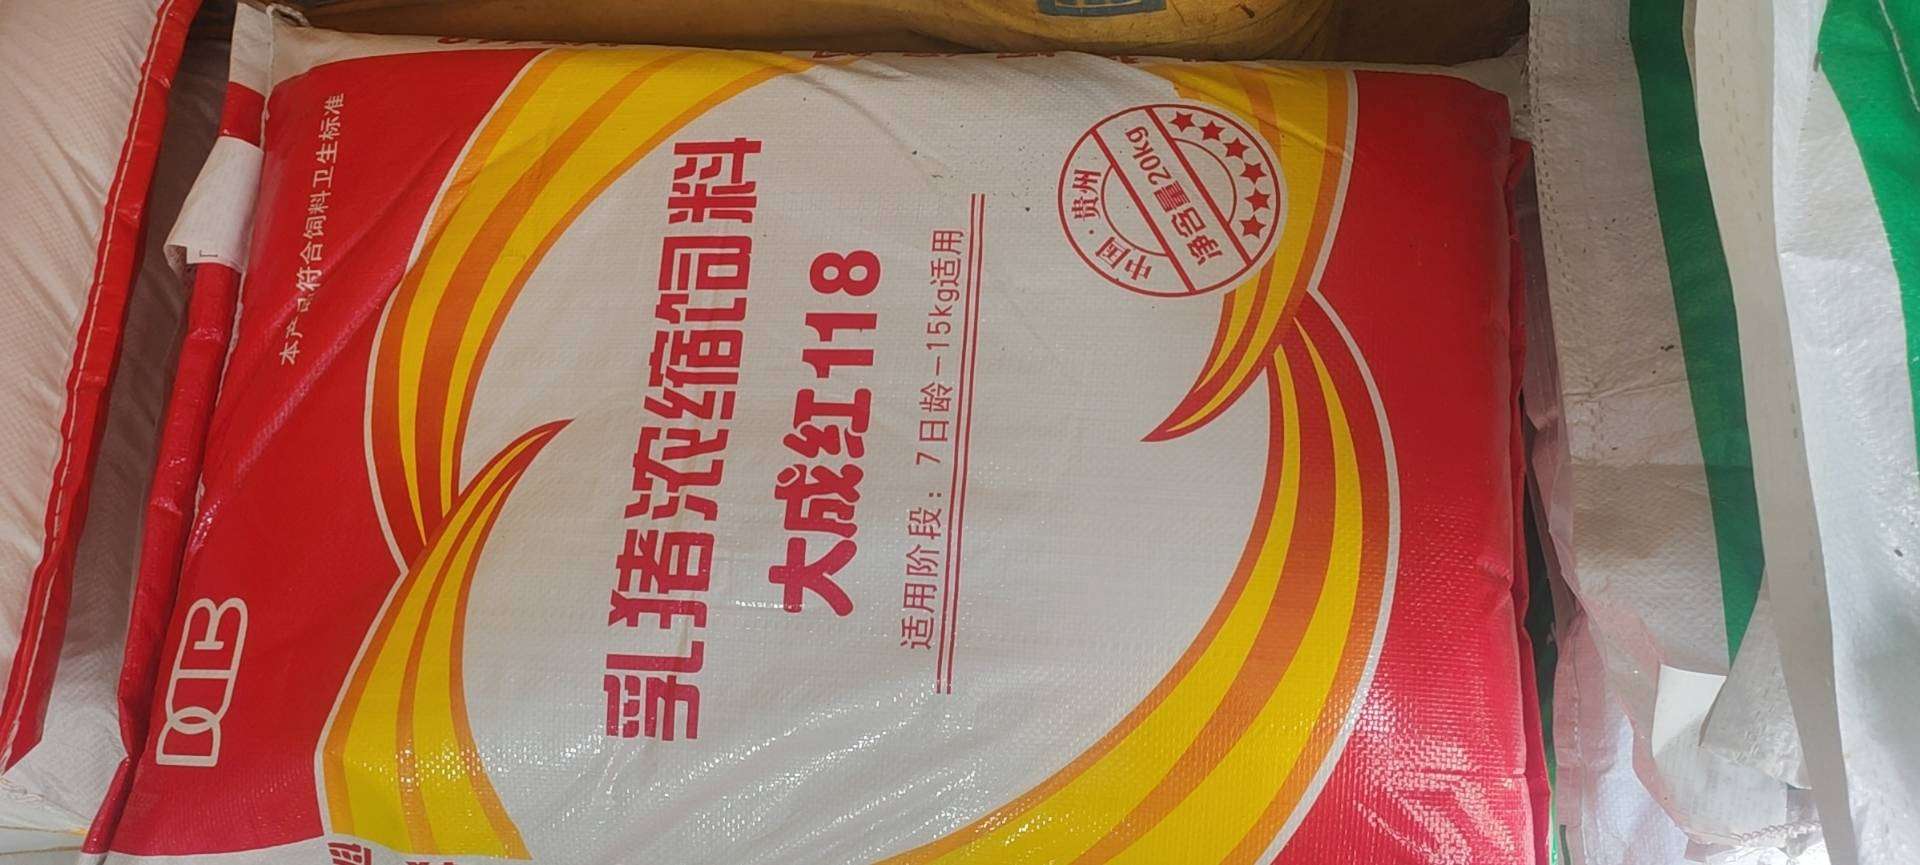 本产品符合饲料卫生标准
乳猪浓缩饲料
大成红118
适用阶段：7日龄-15kg适用
中国·贵州
净含量20kg